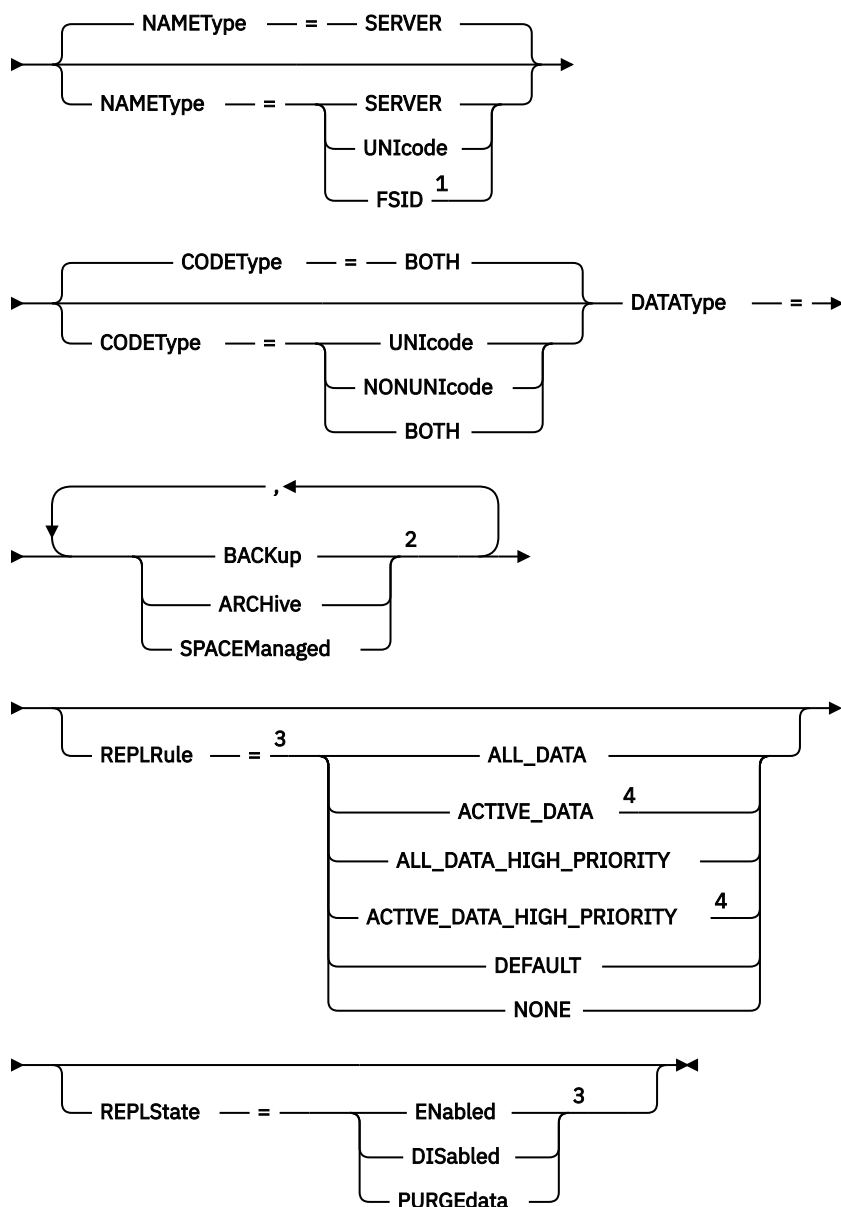 NAMEType = SERVER
NAMEType = SERVER
UNIcode
FSID 1
CODEType = BOTH
DATAType =
CODEType = UNIcode
NONUNIcode
BOTH
,
BACKup 2
ARCHive
SPACEManaged
REPLRule = 3 ALL_DATA
ACTIVE_DATA 4
ALL_DATA_HIGH_PRIORITY
ACTIVE_DATA_HIGH_PRIORITY 4
DEFAULT
NONE
REPLState = ENabled 3
DISabled
PURGEdata